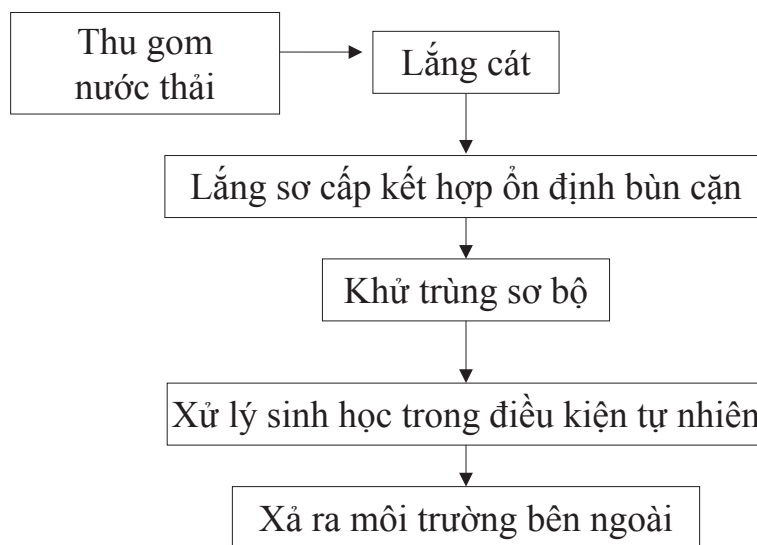 Thu gom
nước thải
Lắng cát
Lắng sơ cấp kết hợp ổn định bùn cặn
Khử trùng sơ bộ
Xử lý sinh học trong điều kiện tự nhiên
Xả ra môi trường bên ngoài